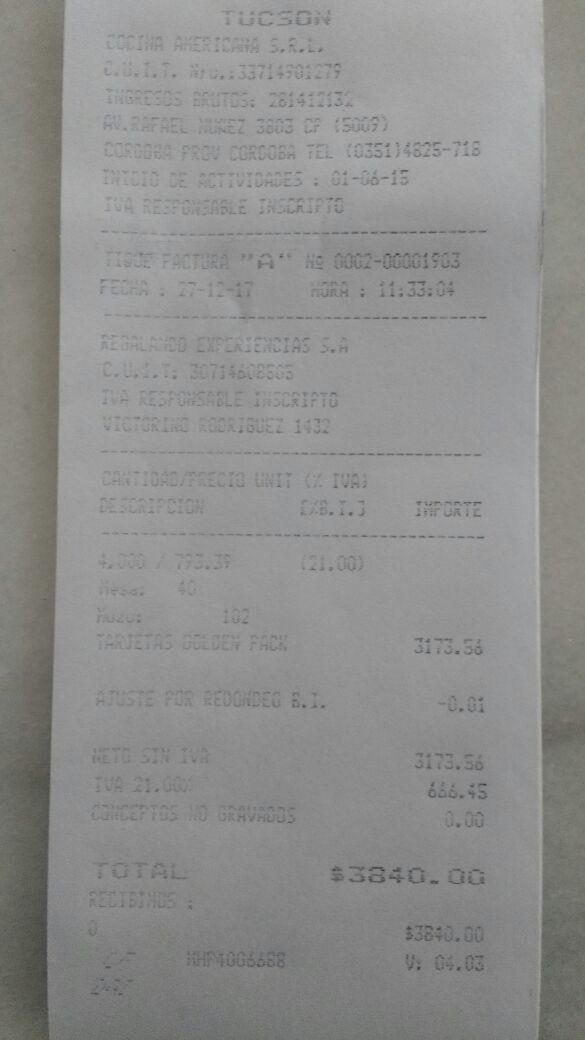 TUCSON
COCINA AMERICANA S.R.L.
C.U.I.T. Nro.:33714901279
INGRESOS BRUTOS: 281412132
AV.RAFAEL NUNEZ 3803 CP (5009)
CORDOBA PROV CORDOBA TEL (0351)4825-718
INICIO DE ACTIVIDADES : 01-06-15
IVA RESPONSABLE INSCRIPTO
TIQUE FACTURA "A" Nº 0002-00001903
FECHA : 27-12-17 HORA : 11:33:04
REGALANDO EXPERIENCIAS S.A
C.U.I.T: 30714608505
IVA RESPONSABLE INSCRIPTO
VICTORINO RODRIGUEZ 1432
CANTIDAD/PRECIO UNIT (% IVA)
DESCRIPCION [%B.I.] IMPORTE
4.000 / 793.39 (21.00)
Mesa: 40
Mozo: 102
TARJETAS GOLDEN PACK 3173.56
AJUSTE POR REDONDEO B.I. -0.01
NETO SIN IVA 3173.56
IVA 21.00% 666.45
CONCEPTOS NO GRAVADOS 0.00
TOTAL $3840.00
RECIBIMOS :
0 $3840.00
HHP4006688 V: 04.03